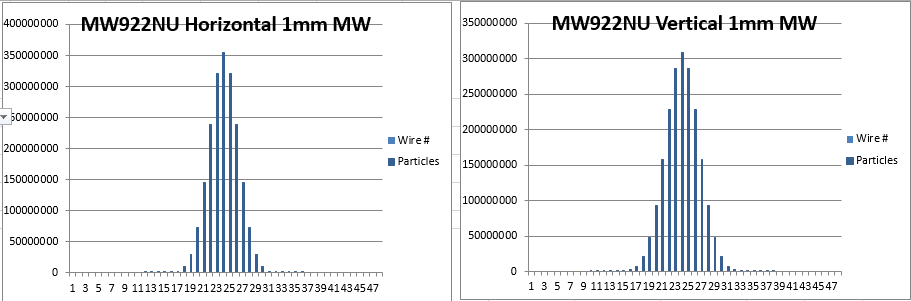 MW922NU Horizontal 1mm MW
400000000
350000000
300000000
250000000
200000000
150000000
100000000
50000000
0
1 3 5 7 9 11 13 15 17 19 21 23 25 27 29 31 33 35 37 39 41 43 45 47
Wire #
Particles
MW922NU Vertical 1mm MW
350000000
300000000
250000000
200000000
150000000
100000000
50000000
0
1 3 5 7 9 11 13 15 17 19 21 23 25 27 29 31 33 35 37 39 41 43 45 47
Wire #
Particles